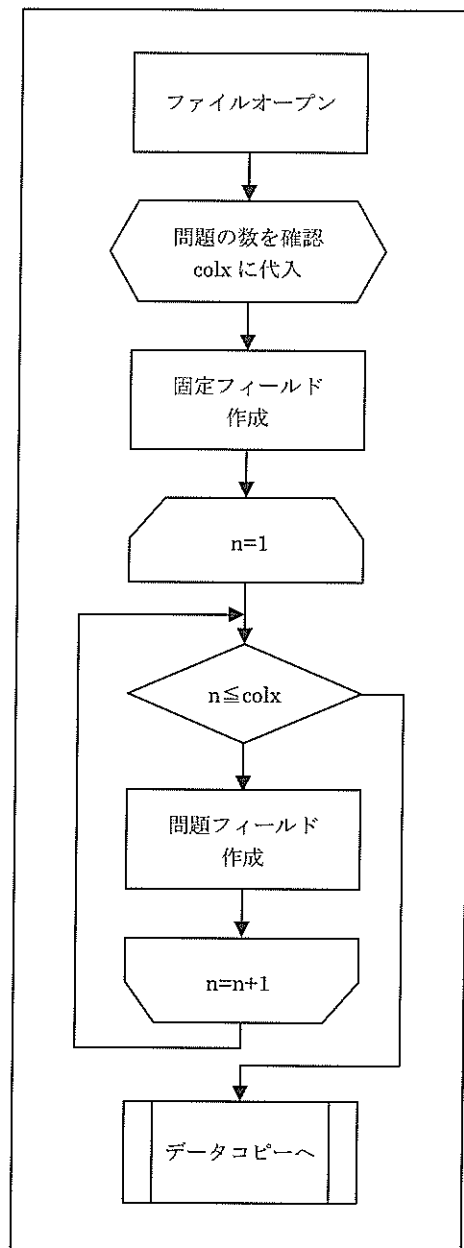 ファイルオープン
問題の数を確認
colx に代入
固定フィールド
作成
n=1
n≦colx
問題フィールド
作成
n=n+1
データコピーへ